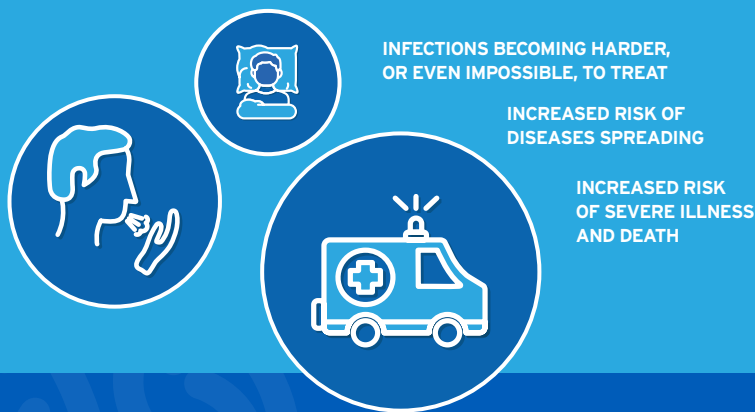 INFECTIONS BECOMING HARDER,
OR EVEN IMPOSSIBLE, TO TREAT
INCREASED RISK OF
DISEASES SPREADING
INCREASED RISK
OF SEVERE ILLNESS
AND DEATH